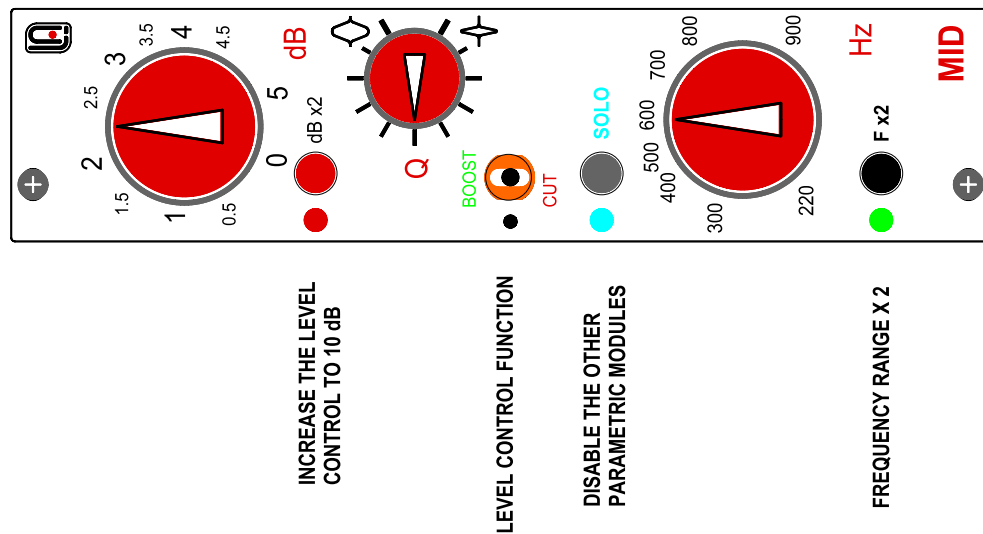 3.5
4
4.5
3
2.5
2
1.5
1
0.5
0
5
dB
dB x2
INCREASE THE LEVEL
CONTROL TO 10 dB
Q
BOOST
CUT
LEVEL CONTROL FUNCTION
SOLO
DISABLE THE OTHER
PARAMETRIC MODULES
800
900
700
600
500
400
300
220
Hz
F x2
FREQUENCY RANGE X 2
MID